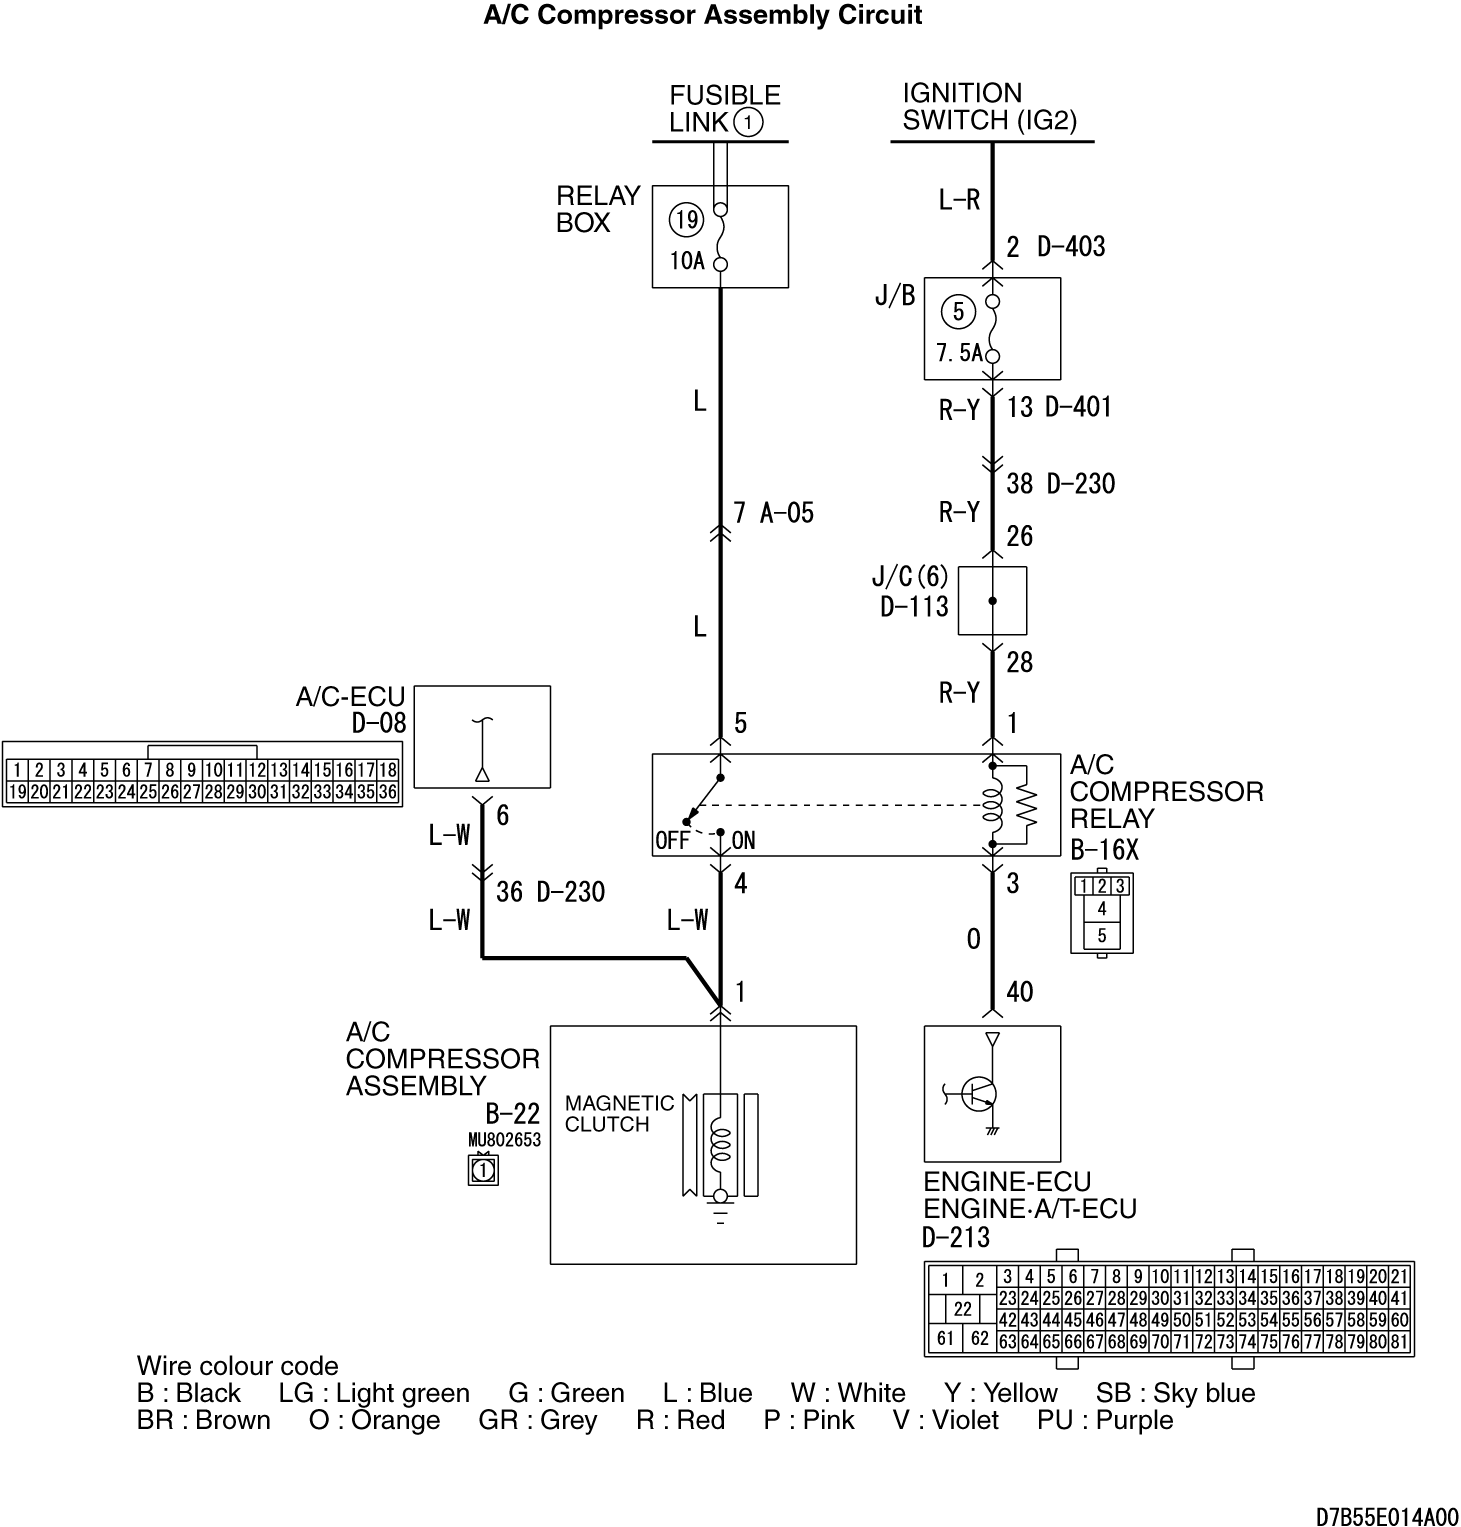 A/C Compressor Assembly Circuit
FUSIBLE
LINK 1
IGNITION
SWITCH (IG2)
RELAY
BOX
19
10A
L-R
2 D-403
J/B
5
7.5A
R-Y
13 D-401
L
38 D-230
7 A-05
R-Y
26
J/C(6)
D-113
L
28
R-Y
A/C-ECU
D-08
5
1
1 2 3 4 5 6 7 8 9 10 11 12 13 14 15 16 17 18
19 20 21 22 23 24 25 26 27 28 29 30 31 32 33 34 35 36
A/C
COMPRESSOR
RELAY
B-16X
OFF
ON
6
L-W
36 D-230
L-W
4
L-W
3
1 2 3
4
5
O
1
40
A/C
COMPRESSOR
ASSEMBLY
B-22
MU802653
1
MAGNETIC
CLUTCH
ENGINE-ECU
ENGINE·A/T-ECU
D-213
1 2 3 4 5 6 7 8 9 10 11 12 13 14 15 16 17 18 19 20 21
22 23 24 25 26 27 28 29 30 31 32 33 34 35 36 37 38 39 40 41
42 43 44 45 46 47 48 49 50 51 52 53 54 55 56 57 58 59 60
61 62 63 64 65 66 67 68 69 70 71 72 73 74 75 76 77 78 79 80 81
Wire colour code
B : Black LG : Light green G : Green L : Blue W : White Y : Yellow SB : Sky blue
BR : Brown O : Orange GR : Grey R : Red P : Pink V : Violet PU : Purple
D7B55E014A00